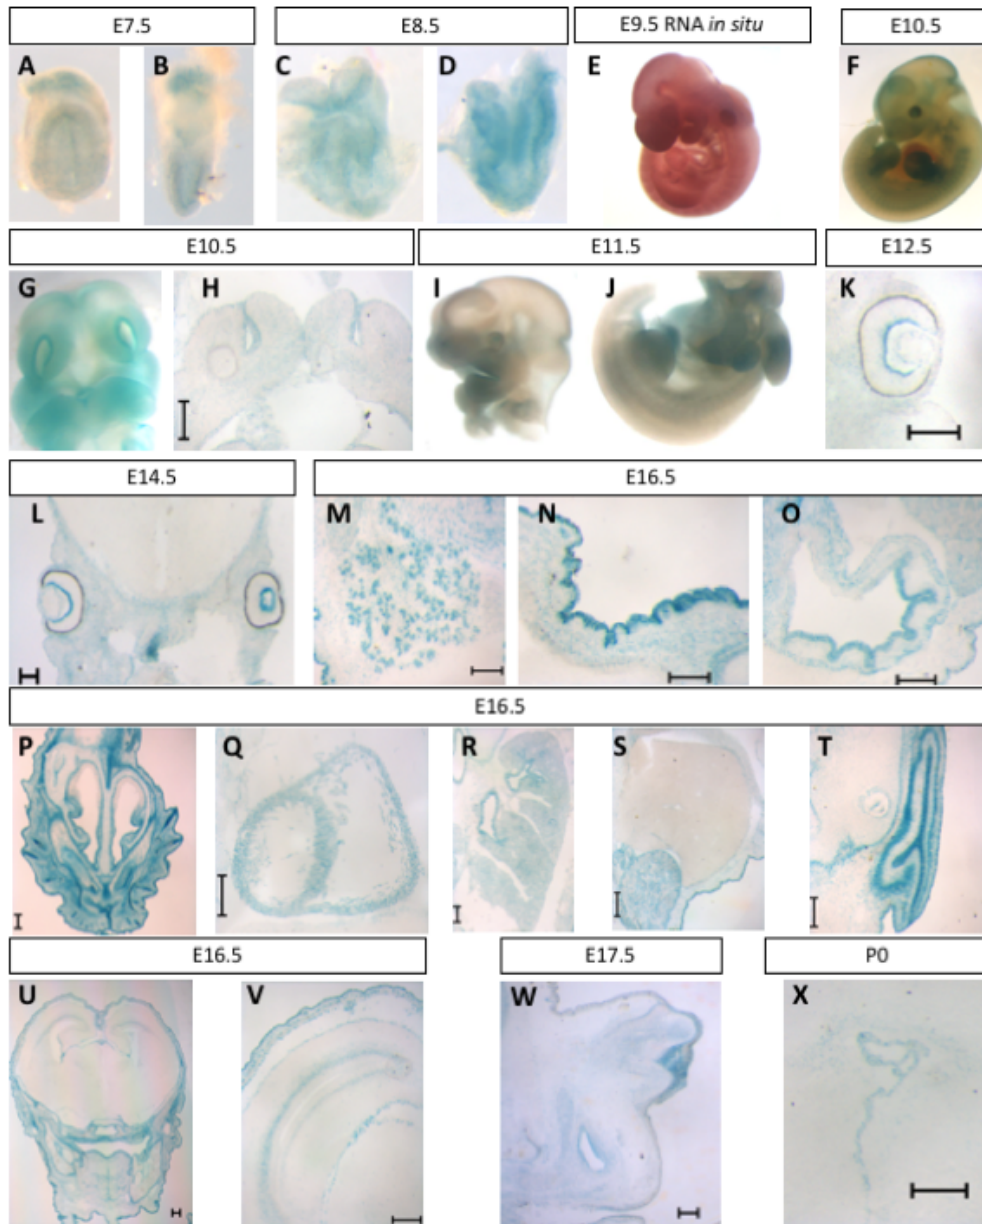 E7.5 E8.5 E9.5 RNA in situ E10.5
A B C D E F
E10.5 E11.5 E12.5
G H I J K
E14.5 E16.5
L M N O
E16.5
P Q R S T
E16.5 E17.5 P0
U V W X